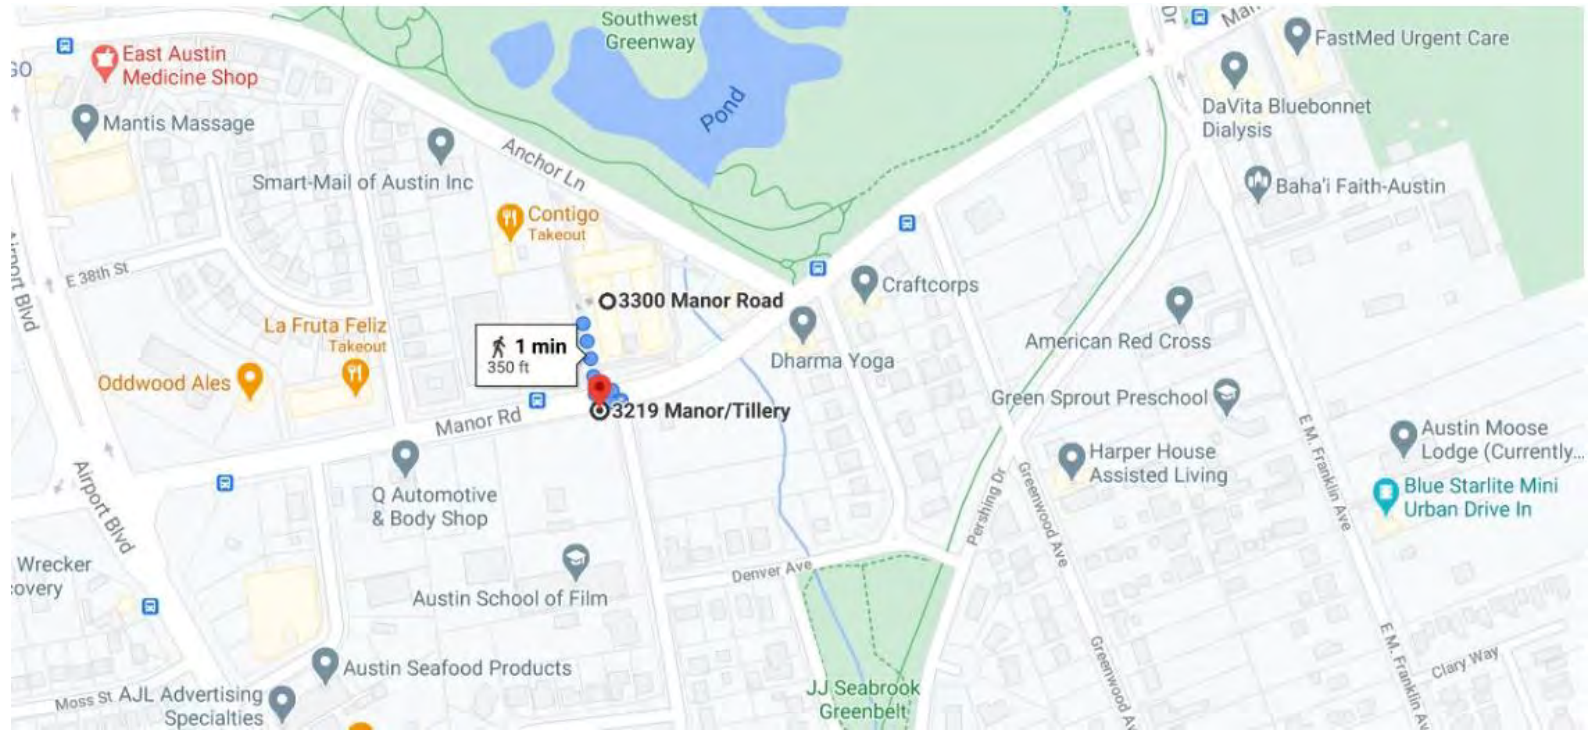 Southwest
Greenway
Dr
FastMed Urgent Care
East Austin
Medicine Shop
Pond
DaVita Bluebonnet
Dialysis
Mantis Massage
Anchor Ln
Smart-Mail of Austin Inc
Baha'i Faith-Austin
Contigo
Takeout
E 38th St
Airport Blvd
3300 Manor Road
Craftcorps
La Fruta Feliz
Takeout
1 min
350 ft
American Red Cross
Dharma Yoga
Oddwood Ales
Green Sprout Preschool
3219 Manor/Tillery
Manor Rd
E M. Franklin Ave
Austin Moose
Lodge (Currently...
Harper House
Assisted Living
Airport Blvd
Q Automotive
& Body Shop
Pershing Dr
Greenwood Ave
Blue Starlite Mini
Urban Drive In
Wrecker
covery
Denver Ave
Austin School of Film
Austin Seafood Products
Greenwood Av
E M. Franklin Av
Clary Way
Moss St
AJL Advertising
Specialties
JJ Seabrook
Greenbelt